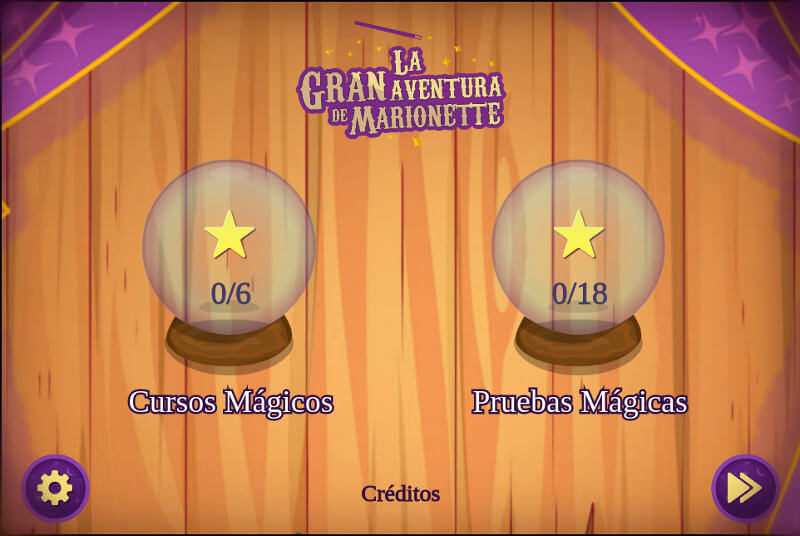 LA
GRAN AVENTURA
DE MARIONETTE
0/6
0/18
Cursos Mágicos
Pruebas Mágicas
Créditos